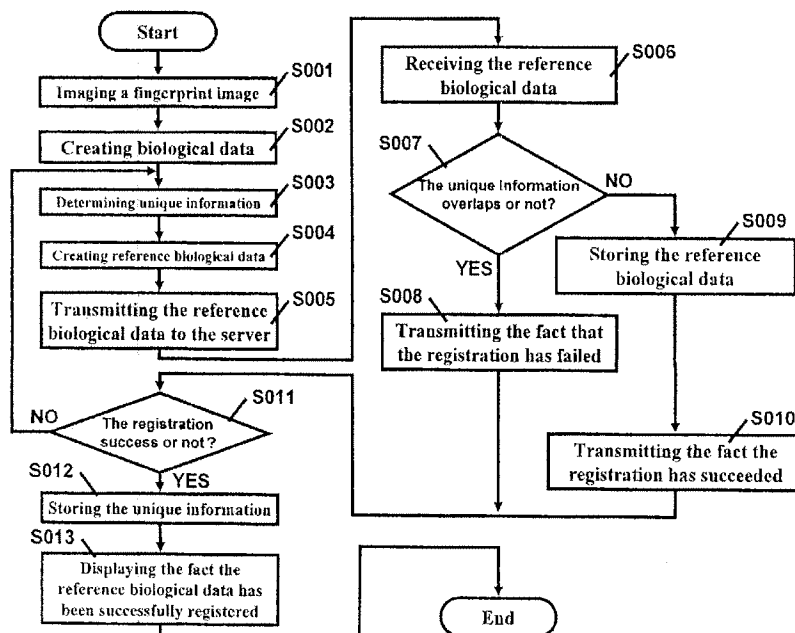 Start
S001
Imaging a fingerprint image
S002
Creating biological data
S003
Determining unique information
S004
Creating reference biological data
S005
Transmitting the reference
biological data to the server
S006
Receiving the reference
biological data
S007
The unique information
overlaps or not?
NO
YES
S008
Transmitting the fact that
the registration has failed
S009
Storing the reference
biological data
S010
Transmitting the fact the
registration has succeeded
S011
The registration
success or not?
NO
YES
S012
Storing the unique information
S013
Displaying the fact the
reference biological data has
been successfully registered
End